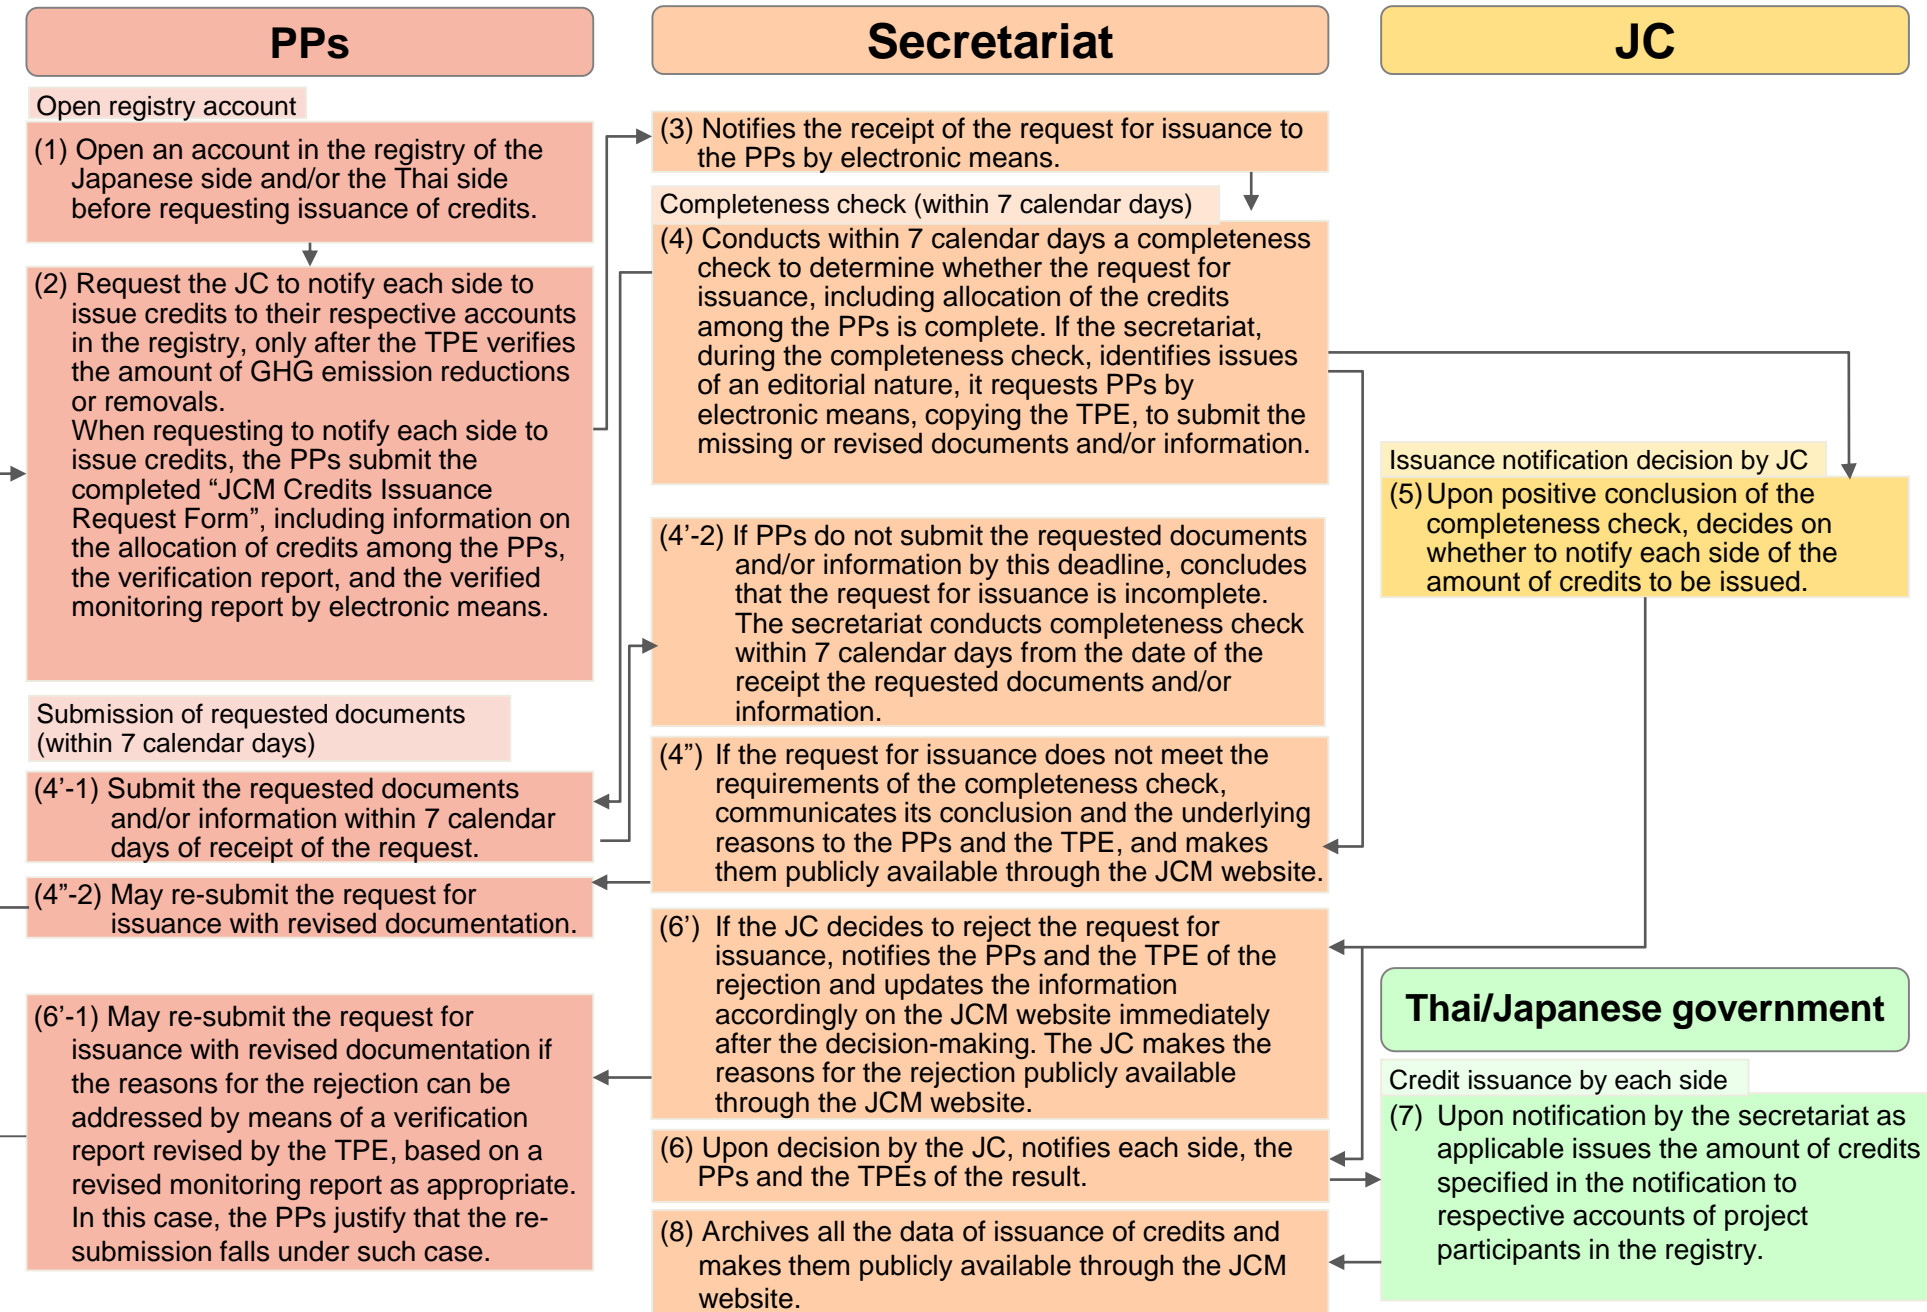 PPs
Open registry account
(1) Open an account in the registry of the
Japanese side and/or the Thai side
before requesting issuance of credits.
(2) Request the JC to notify each side to
issue credits to their respective accounts
in the registry, only after the TPE verifies
the amount of GHG emission reductions
or removals.
When requesting to notify each side to
issue credits, the PPs submit the
completed “JCM Credits Issuance
Request Form”, including information on
the allocation of credits among the PPs,
the verification report, and the verified
monitoring report by electronic means.
Submission of requested documents
(within 7 calendar days)
(4’-1) Submit the requested documents
and/or information within 7 calendar
days of receipt of the request.
(4”-2) May re-submit the request for
issuance with revised documentation.
(6’-1) May re-submit the request for
issuance with revised documentation if
the reasons for the rejection can be
addressed by means of a verification
report revised by the TPE, based on a
revised monitoring report as appropriate.
In this case, the PPs justify that the re-
submission falls under such case.
Secretariat
(3) Notifies the receipt of the request for issuance to
the PPs by electronic means.
Completeness check (within 7 calendar days)
(4) Conducts within 7 calendar days a completeness
check to determine whether the request for
issuance, including allocation of the credits
among the PPs is complete. If the secretariat,
during the completeness check, identifies issues
of an editorial nature, it requests PPs by
electronic means, copying the TPE, to submit the
missing or revised documents and/or information.
(4’-2) If PPs do not submit the requested documents
and/or information by this deadline, concludes
that the request for issuance is incomplete.
The secretariat conducts completeness check
within 7 calendar days from the date of the
receipt the requested documents and/or
information.
(4”) If the request for issuance does not meet the
requirements of the completeness check,
communicates its conclusion and the underlying
reasons to the PPs and the TPE, and makes
them publicly available through the JCM website.
(6’) If the JC decides to reject the request for
issuance, notifies the PPs and the TPE of the
rejection and updates the information
accordingly on the JCM website immediately
after the decision-making. The JC makes the
reasons for the rejection publicly available
through the JCM website.
(6) Upon decision by the JC, notifies each side, the
PPs and the TPEs of the result.
(8) Archives all the data of issuance of credits and
makes them publicly available through the JCM
website.
JC
Issuance notification decision by JC
(5) Upon positive conclusion of the
completeness check, decides on
whether to notify each side of the
amount of credits to be issued.
Thai/Japanese government
Credit issuance by each side
(7) Upon notification by the secretariat as
applicable issues the amount of credits
specified in the notification to
respective accounts of project
participants in the registry.